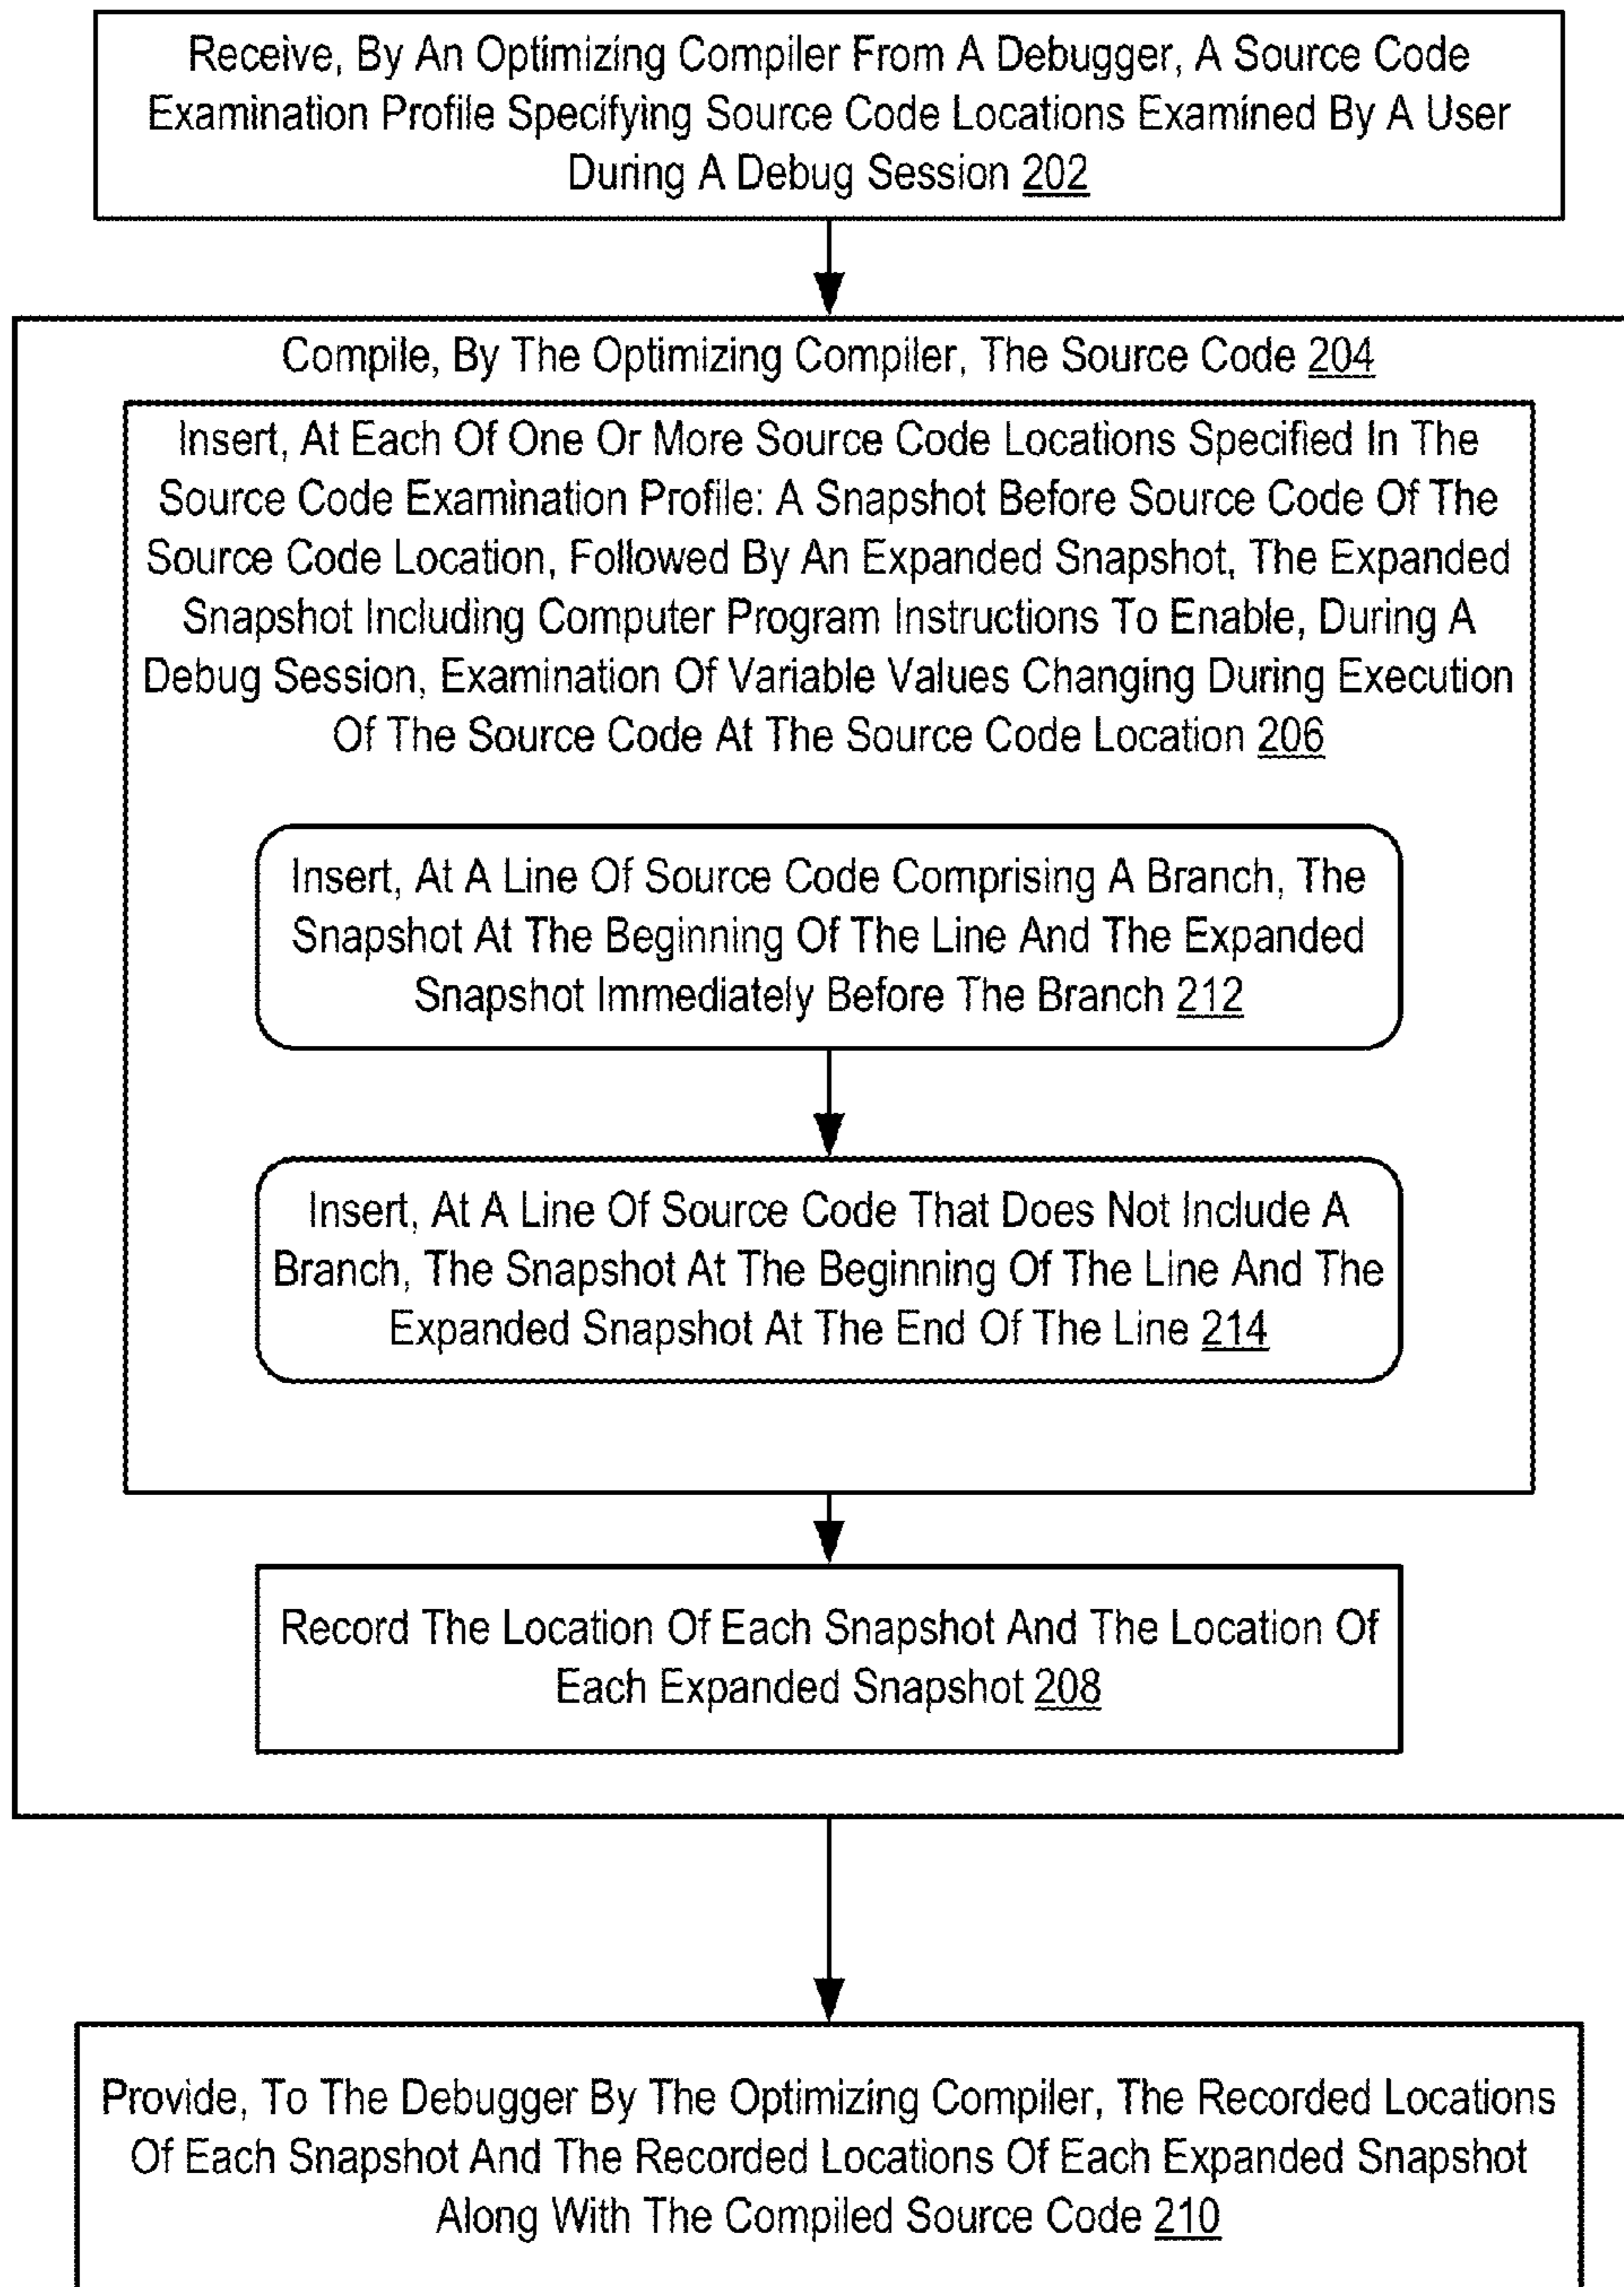 Receive, By An Optimizing Compiler From A Debugger, A Source Code
Examination Profile Specifying Source Code Locations Examined By A User
During A Debug Session 202
Compile, By The Optimizing Compiler, The Source Code 204
Insert, At Each Of One Or More Source Code Locations Specified In The
Source Code Examination Profile: A Snapshot Before Source Code Of The
Source Code Location, Followed By An Expanded Snapshot, The Expanded
Snapshot Including Computer Program Instructions To Enable, During A
Debug Session, Examination Of Variable Values Changing During Execution
Of The Source Code At The Source Code Location 206
Insert, At A Line Of Source Code Comprising A Branch, The
Snapshot At The Beginning Of The Line And The Expanded
Snapshot Immediately Before The Branch 212
Insert, At A Line Of Source Code That Does Not Include A
Branch, The Snapshot At The Beginning Of The Line And The
Expanded Snapshot At The End Of The Line 214
Record The Location Of Each Snapshot And The Location Of
Each Expanded Snapshot 208
Provide, To The Debugger By The Optimizing Compiler, The Recorded Locations
Of Each Snapshot And The Recorded Locations Of Each Expanded Snapshot
Along With The Compiled Source Code 210